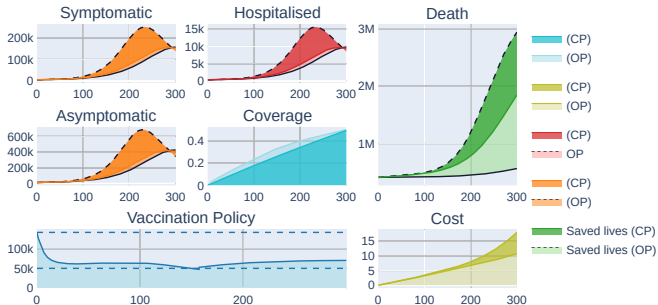 Symptomatic
Hospitalised
Death
200k
100k
0
0 100 200 300
15k
10k
5k
0
0 100 200 300
3M
2M
1M
0 100 200 300
(CP)
(OP)
(CP)
(OP)
(CP)
OP
(CP)
(OP)
Saved lives (CP)
Saved lives (OP)
Asymptomatic
Coverage
600k
400k
200k
0
0 100 200 300
0.4
0.2
0
0 100 200 300
Vaccination Policy
Cost
100k
50k
0
100 200
15
10
5
0
0 100 200 300